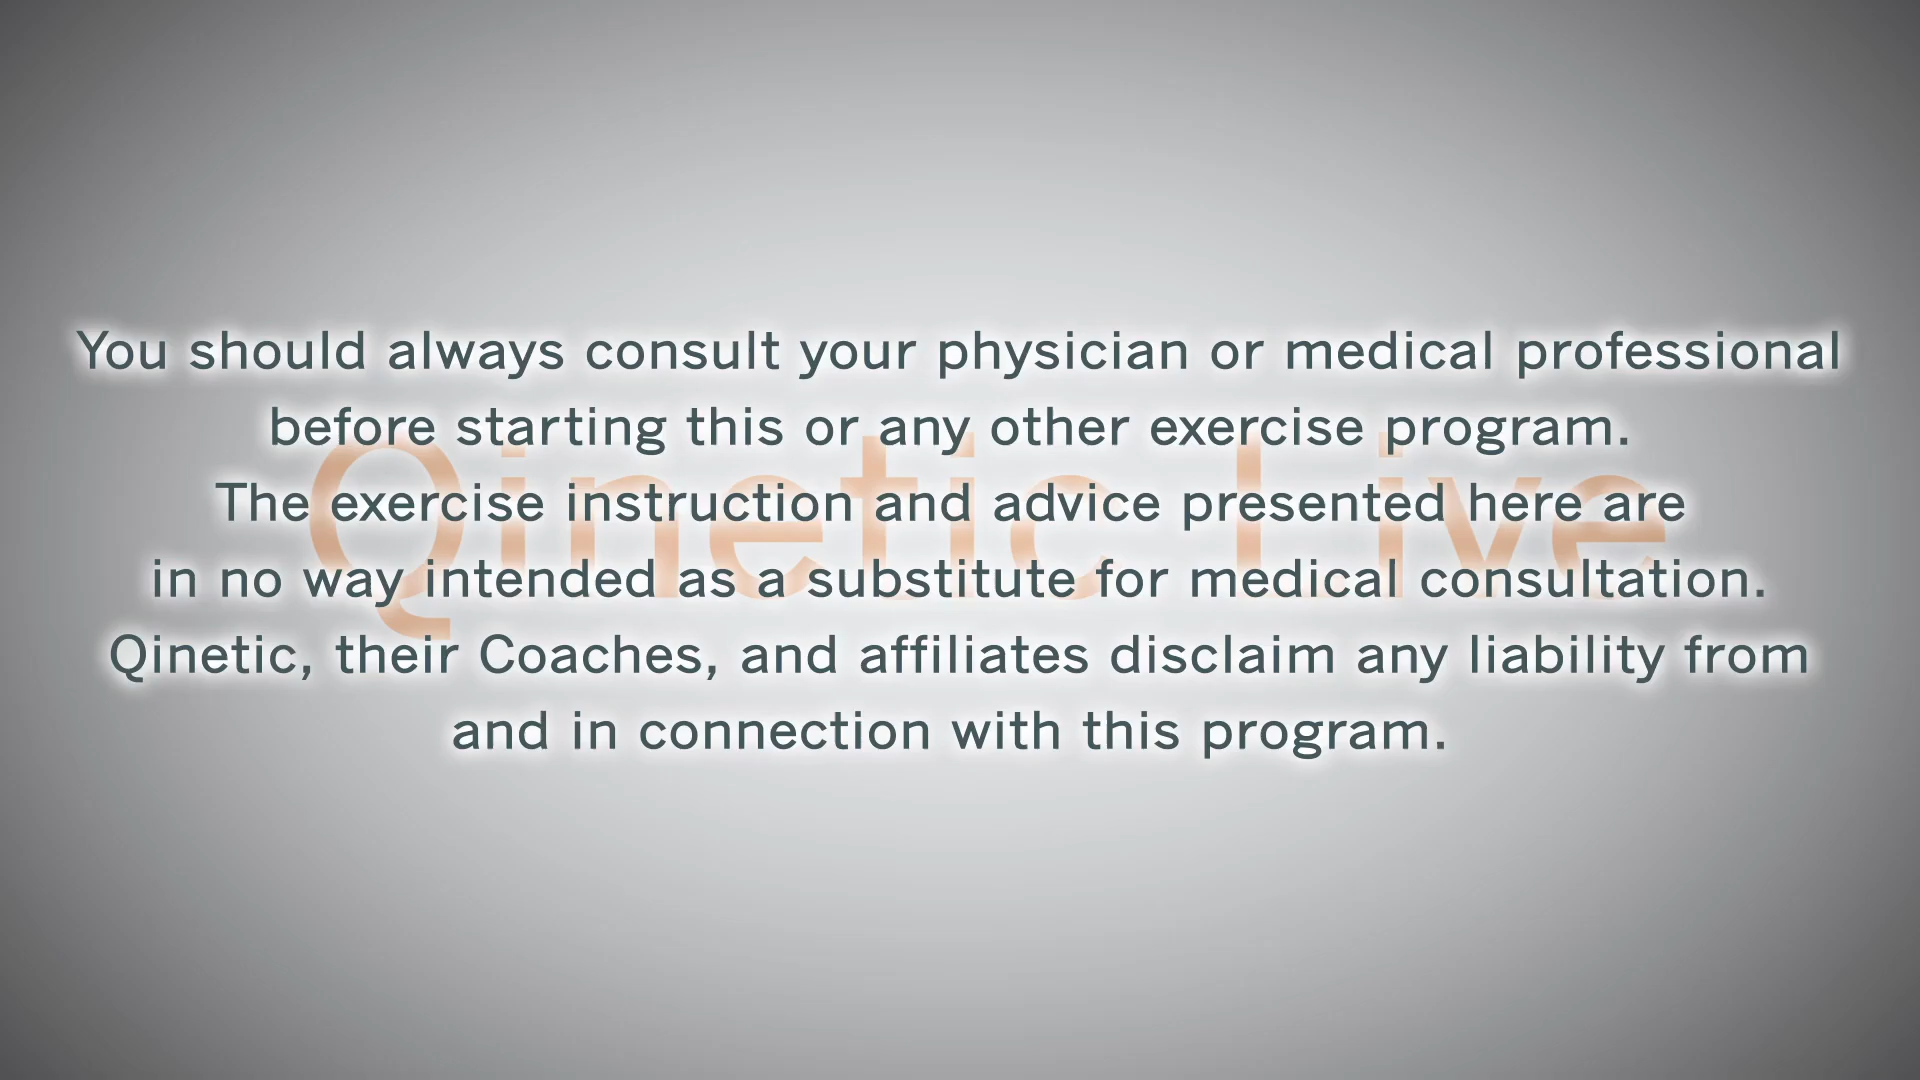 You should always consult your physician or medical professional
before starting this or any other exercise program.
Qinetic Live
The exercise instruction and advice presented here are
in no way intended as a substitute for medical consultation.
Qinetic, their Coaches, and affiliates disclaim any liability from
and in connection with this program.